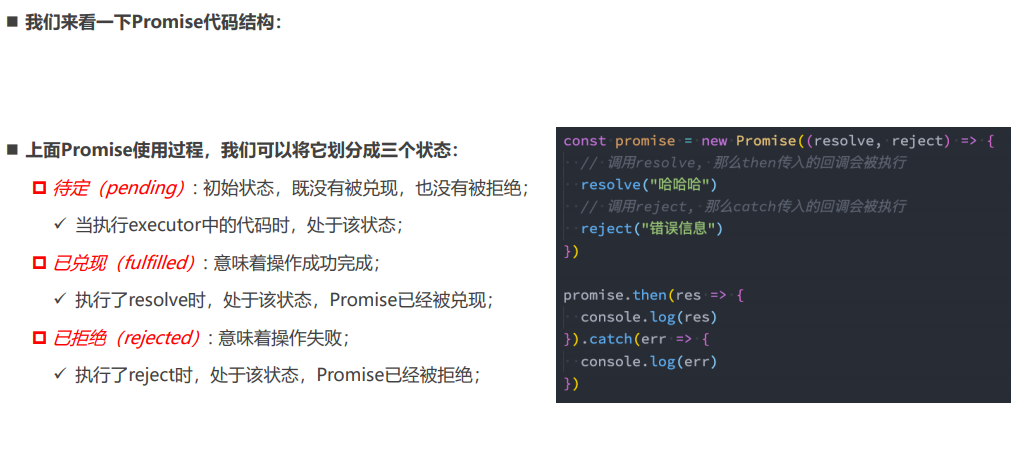 我们来看一下Promise代码结构：
上面Promise使用过程，我们可以将它划分成三个状态：
待定（pending）: 初始状态，既没有被兑现，也没有被拒绝；
当执行executor中的代码时，处于该状态；
已兑现（fulfilled）: 意味着操作成功完成；
执行了resolve时，处于该状态，Promise已经被兑现；
已拒绝（rejected）: 意味着操作失败；
执行了reject时，处于该状态，Promise已经被拒绝；
const promise = new Promise((resolve, reject) => {
// 调用resolve, 那么then传入的回调会被执行
resolve("哈哈哈")
// 调用reject, 那么catch传入的回调会被执行
reject("错误信息")
})
promise.then(res => {
console.log(res)
}).catch(err => {
console.log(err)
})